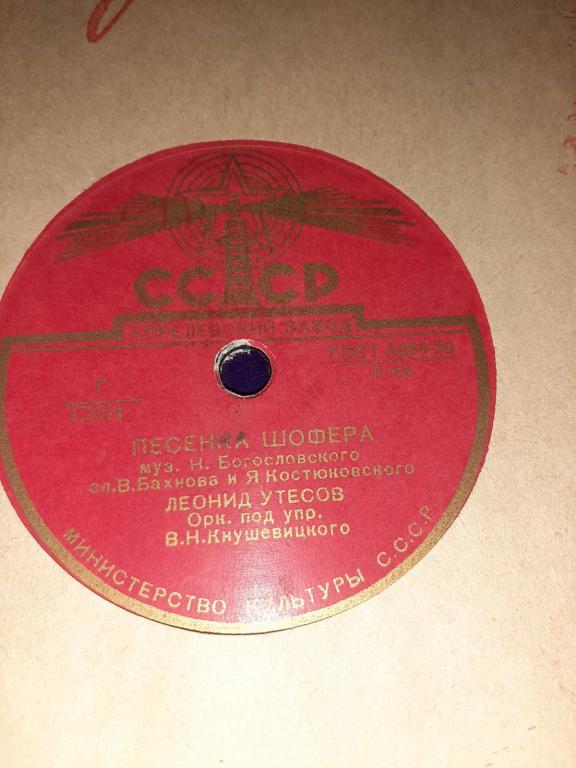 СССР
АПРЕЛЕВСКИЙ ЗАВОД
ГОСТ 5289-50
Г
ПЕСЕНКА ШОФЕРА
муз. Н. Богословского
сл.В.Бахнова и Я Костюковского
ЛЕОНИД УТЕСОВ
Орк. под упр.
В.Н.Кнушевицкого
МИНИСТЕРСТВО КУЛЬТУРЫ С.С.С.Р.